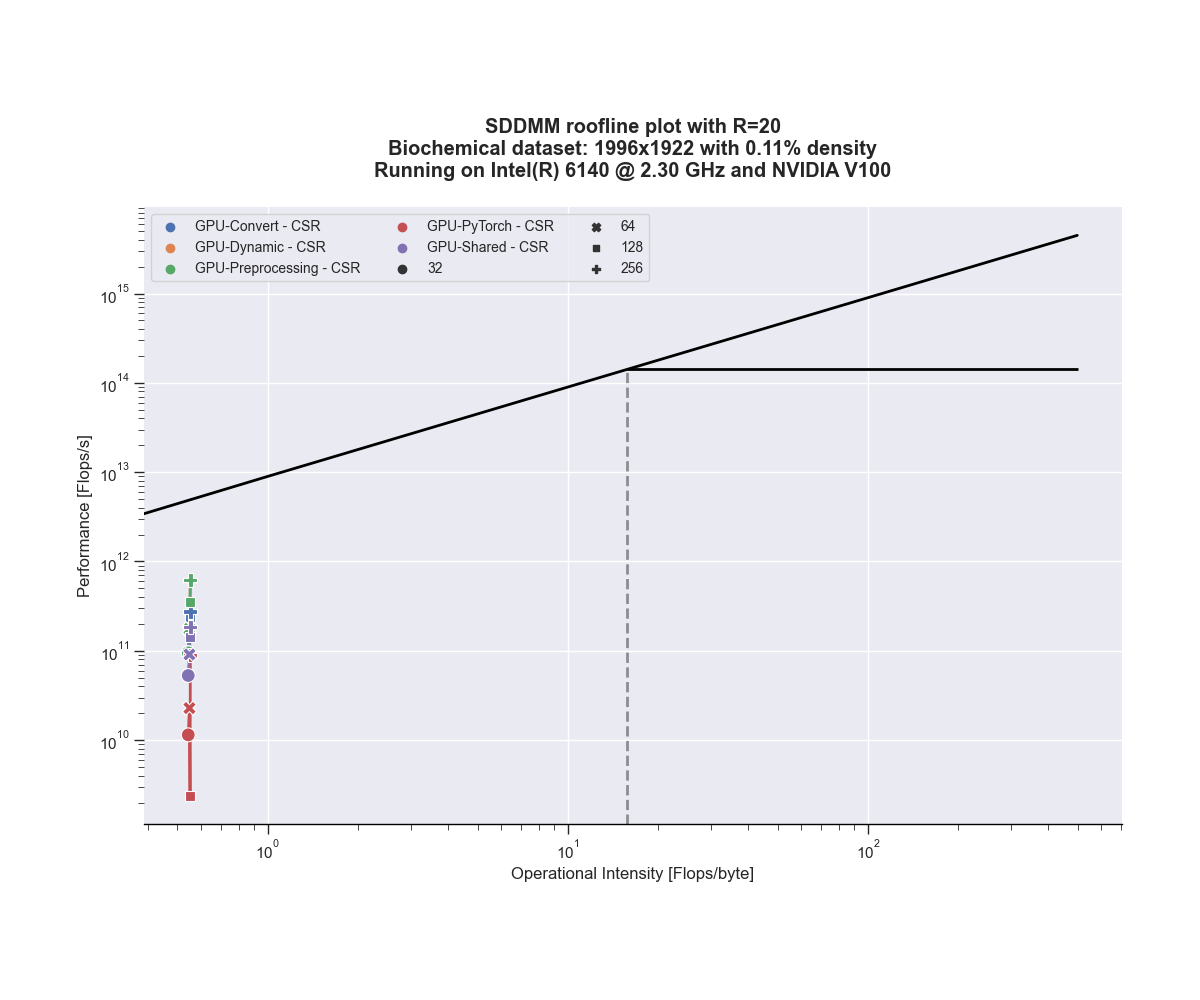 SDDMM roofline plot with R=20
Biochemical dataset: 1996x1922 with 0.11% density
Running on Intel(R) 6140 @ 2.30 GHz and NVIDIA V100
GPU-Convert - CSR
GPU-Dynamic - CSR
GPU-Preprocessing - CSR
GPU-PyTorch - CSR
GPU-Shared - CSR
32
64
128
256
10^15
10^14
10^13
10^12
10^11
10^10
Performance [Flops/s]
10^0
10^1
10^2
Operational Intensity [Flops/byte]